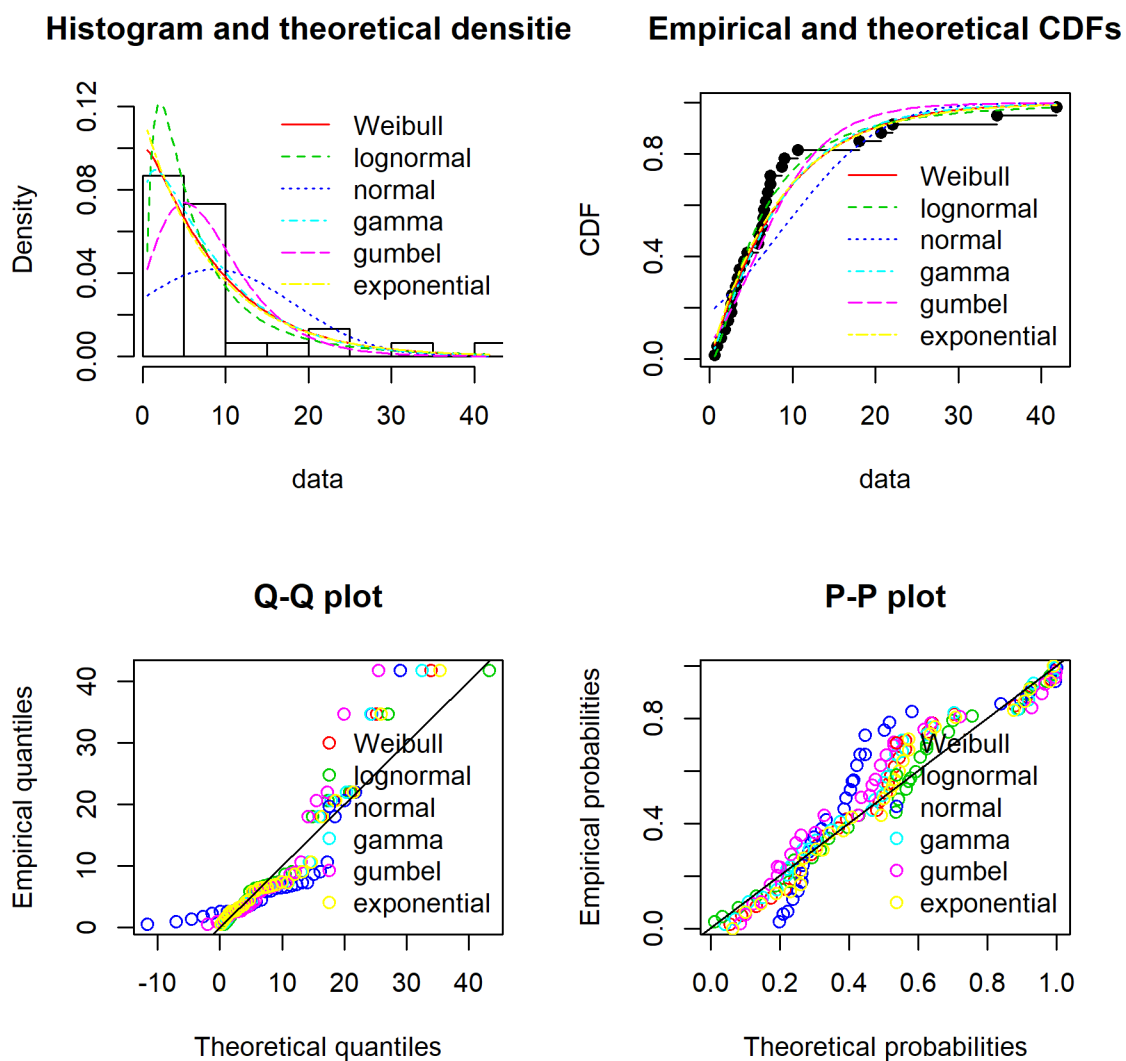 Histogram and theoretical densitie
Density
0.00 0.04 0.08 0.12
Weibull
lognormal
normal
gamma
gumbel
exponential
0 10 20 30 40
data
Empirical and theoretical CDFs
CDF
0.0 0.4 0.8
Weibull
lognormal
normal
gamma
gumbel
exponential
0 10 20 30 40
data
Q-Q plot
Empirical quantiles
0 10 20 30 40
Weibull
lognormal
normal
gamma
gumbel
exponential
-10 0 10 20 30 40
Theoretical quantiles
P-P plot
Empirical probabilities
0.0 0.4 0.8
Weibull
lognormal
normal
gamma
gumbel
exponential
0.0 0.2 0.4 0.6 0.8 1.0
Theoretical probabilities